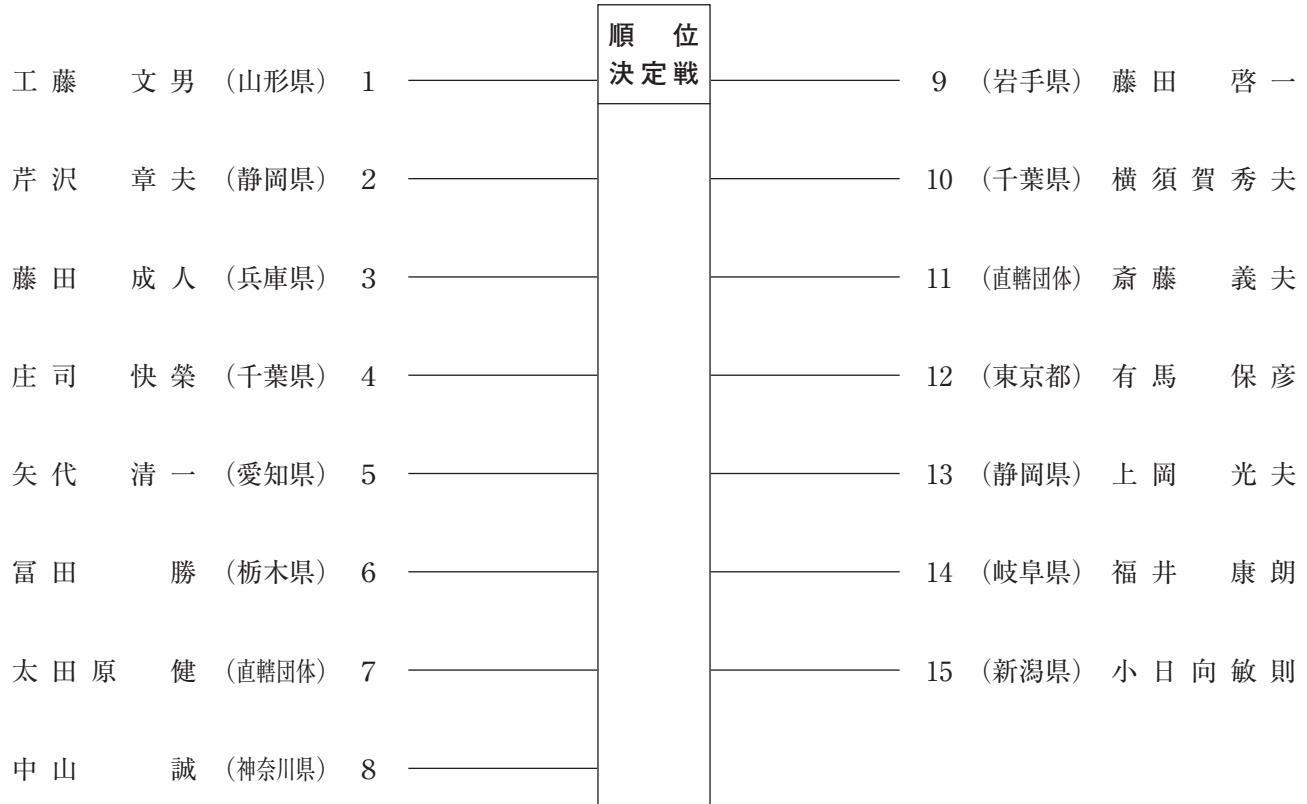 順 位
決定戦
工藤 文男 （山形県） 1
芹沢 章夫 （静岡県） 2
藤田 成人 （兵庫県） 3
庄司 快榮 （千葉県） 4
矢代 清一 （愛知県） 5
冨田 勝 （栃木県） 6
太田原 健 （直轄団体） 7
中山 誠 （神奈川県） 8
9 （岩手県） 藤田 啓一
10 （千葉県） 横須賀秀夫
11 （直轄団体） 斎藤 義夫
12 （東京都） 有馬 保彦
13 （静岡県） 上岡 光夫
14 （岐阜県） 福井 康朗
15 （新潟県） 小日向敏則